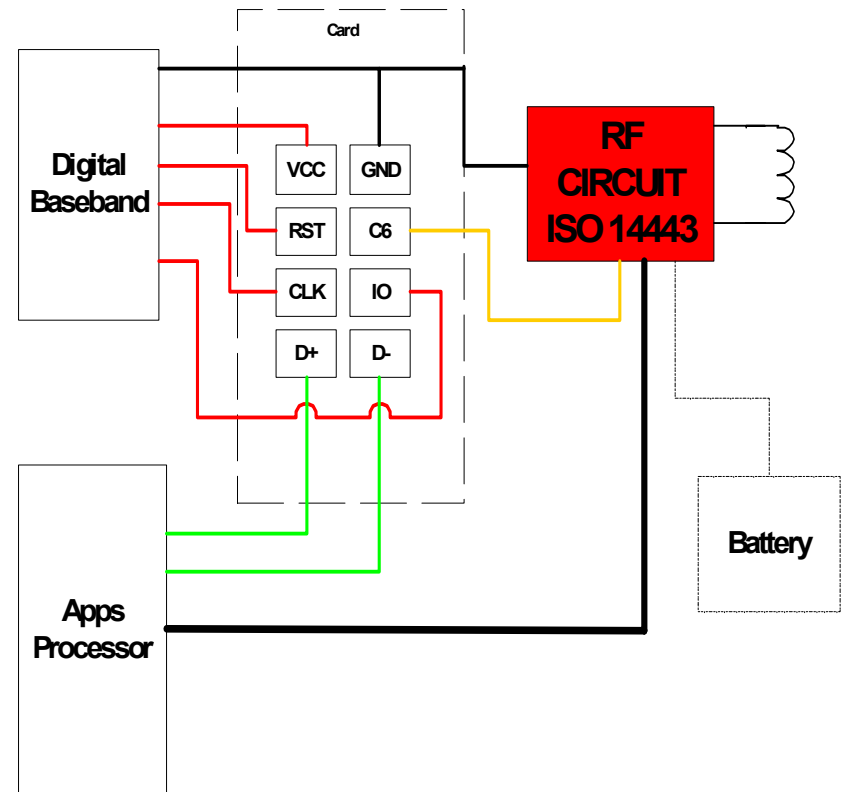 Card
Digital
Baseband
VCC
GND
RST
C6
CLK
IO
D+
D-
RF
CIRCUIT
ISO 14443
Battery
Apps
Processor